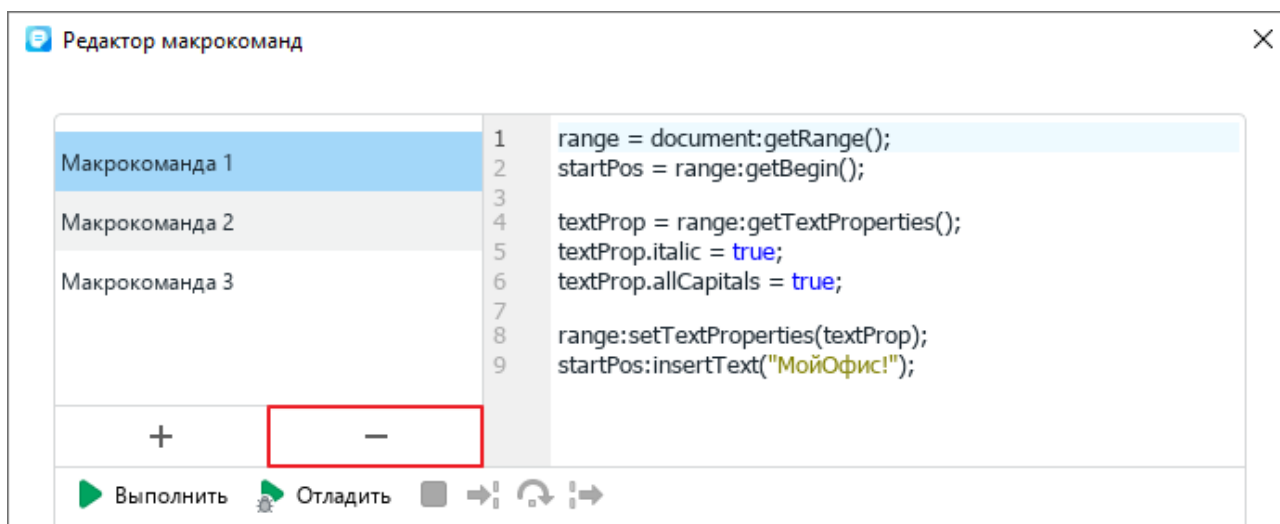 Редактор макрокоманд
Макрокоманда 1
Макрокоманда 2
Макрокоманда 3
+ −
1 range = document:getRange();
2 startPos = range:getBegin();
3
4 textProp = range:getTextProperties();
5 textProp.italic = true;
6 textProp.allCapitals = true;
7
8 range:setTextProperties(textProp);
9 startPos:insertText("МойОфис!");
Выполнить Отладить